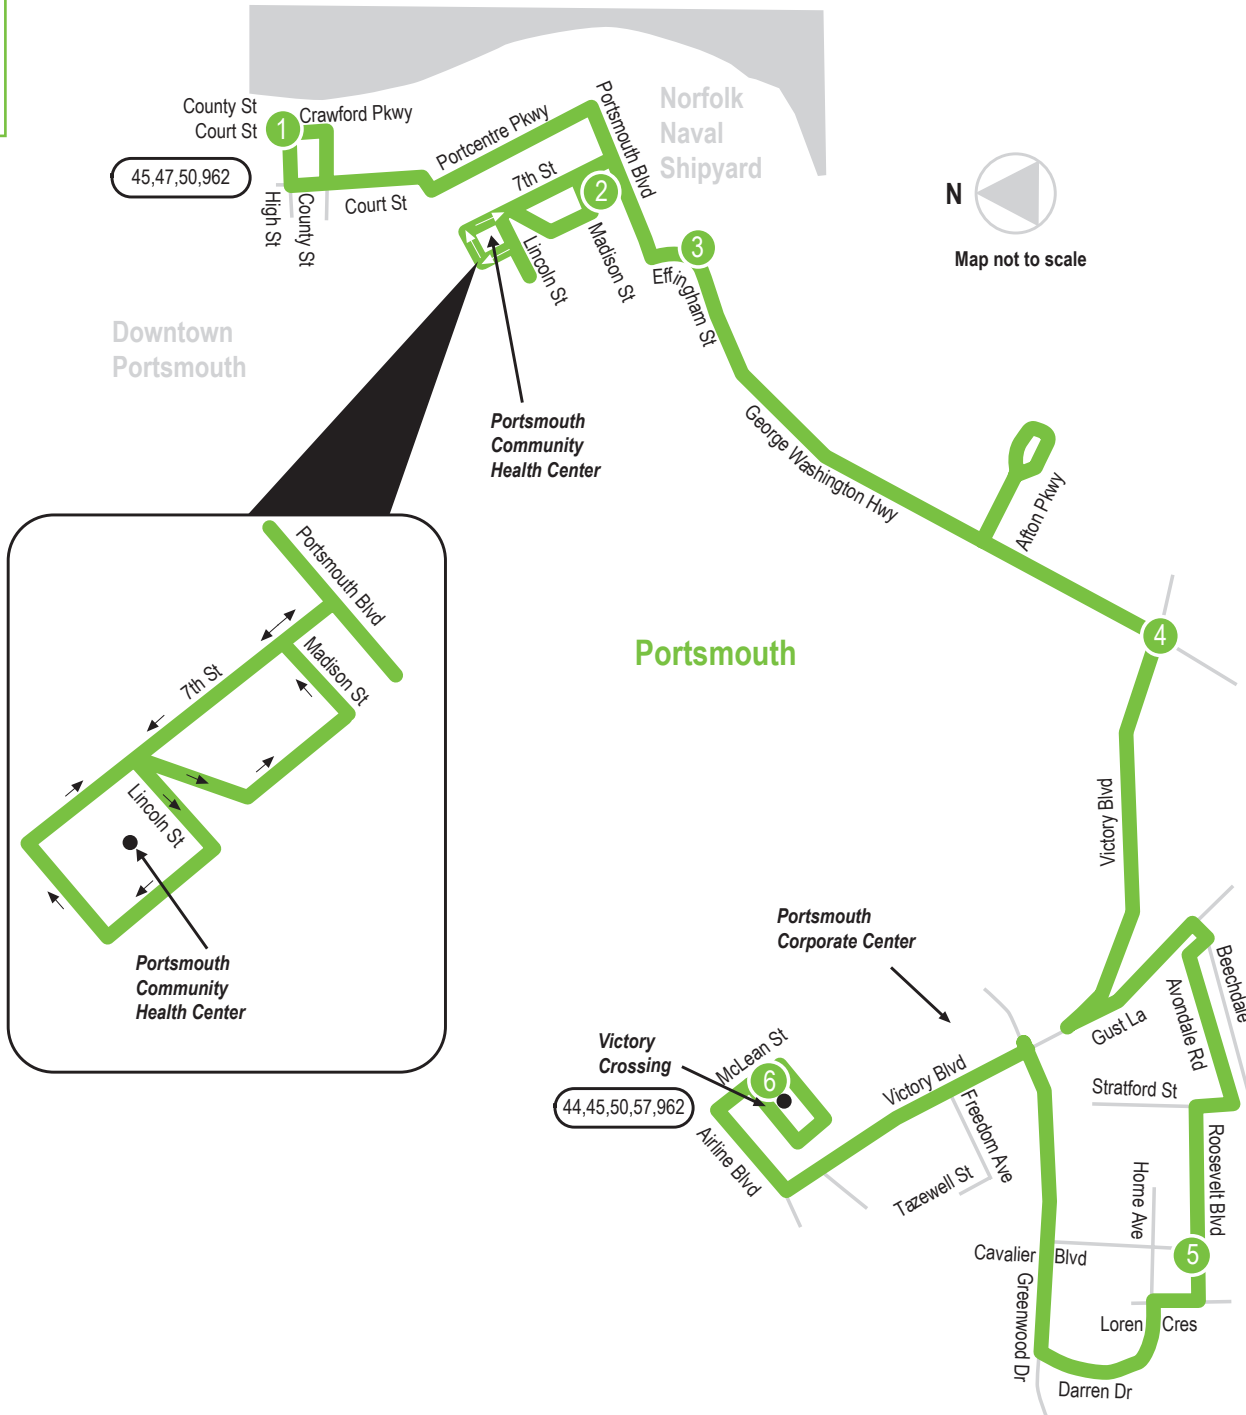 County St
Court St
1
Crawford Pkwy
45,47,50,962
High St
County St
Court St
Portcentre Pkwy
Portsmouth Blvd
Norfolk
Naval
Shipyard
7th St
2
Lincoln St
Madison St
3
Effingham St
N
Map not to scale
Downtown
Portsmouth
Portsmouth
Community
Health Center
George Washington Hwy
Afton Pkwy
4
Portsmouth
Portsmouth Blvd
Madison St
7th St
Lincoln St
Portsmouth
Community
Health Center
Victory Blvd
Portsmouth
Corporate Center
Beechdale
Avondale Rd
Gust La
Victory
Crossing
McLean St
6
44,45,50,57,962
Victory Blvd
Airline Blvd
Freedom Ave
Tazewell St
Stratford St
Roosevelt Blvd
Home Ave
Cavalier Blvd
5
Greenwood Dr
Loren Cres
Darren Dr